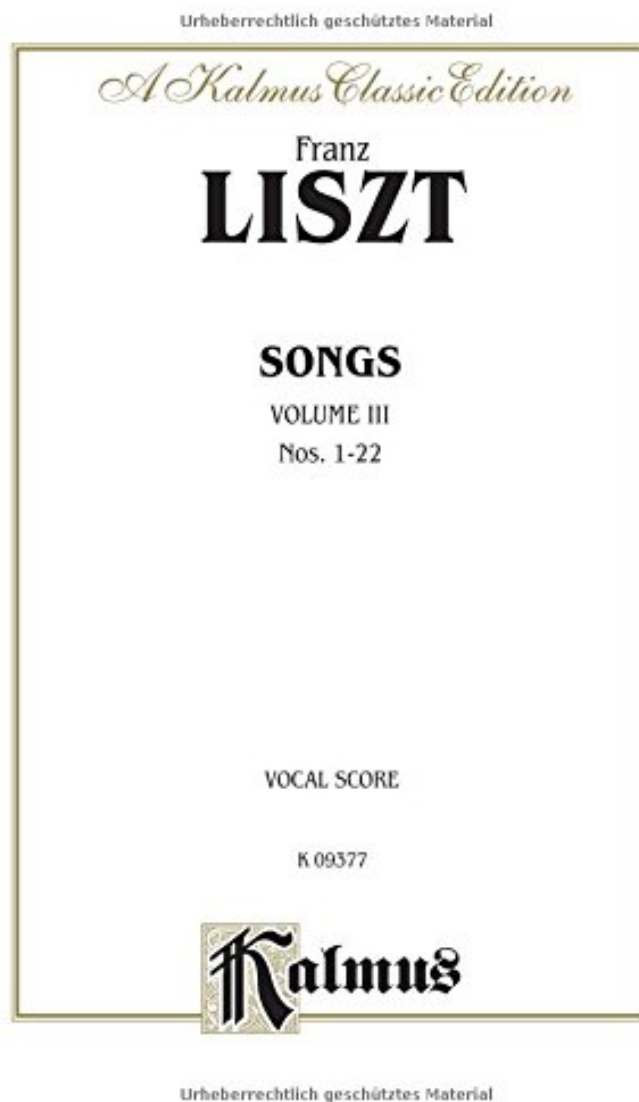 Urheberrechtlich geschütztes Material
A Kalmus Classic Edition
Franz
LISZT
SONGS
VOLUME III
Nos. 1-22
VOCAL SCORE
K 09377
Kalmus
Urheberrechtlich geschütztes Material